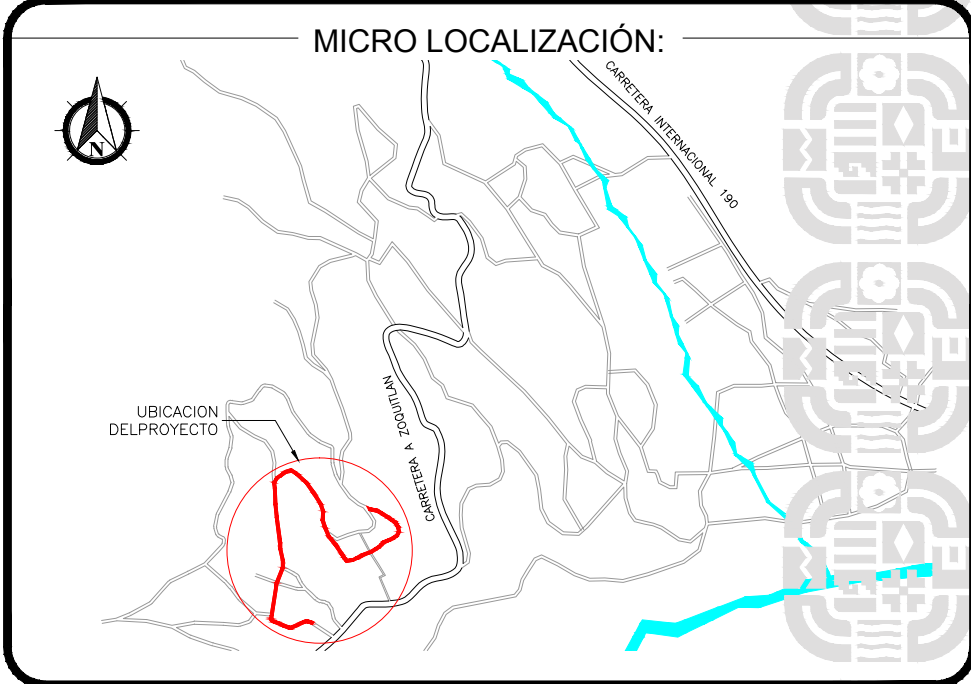 MICRO LOCALIZACIÓN:
CARRETERA INTERNACIONAL 190
N
CARRETERA A ZOQUITLAN
UBICACION
DELPROYECTO